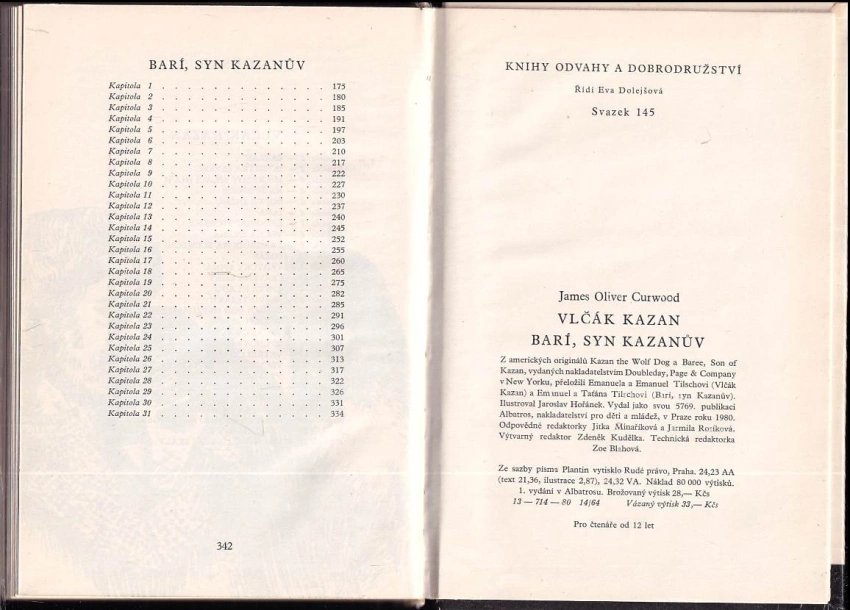 BARÍ, SYN KAZANŮV
Kapitola 1 . . . . . . . . . . . . . 175
Kapitola 2 . . . . . . . . . . . . . 180
Kapitola 3 . . . . . . . . . . . . . 185
Kapitola 4 . . . . . . . . . . . . . 191
Kapitola 5 . . . . . . . . . . . . . 197
Kapitola 6 . . . . . . . . . . . . . 203
Kapitola 7 . . . . . . . . . . . . . 210
Kapitola 8 . . . . . . . . . . . . . 217
Kapitola 9 . . . . . . . . . . . . . 222
Kapitola 10 . . . . . . . . . . . . . 227
Kapitola 11 . . . . . . . . . . . . . 230
Kapitola 12 . . . . . . . . . . . . . 237
Kapitola 13 . . . . . . . . . . . . . 240
Kapitola 14 . . . . . . . . . . . . . 245
Kapitola 15 . . . . . . . . . . . . . 252
Kapitola 16 . . . . . . . . . . . . . 255
Kapitola 17 . . . . . . . . . . . . . 260
Kapitola 18 . . . . . . . . . . . . . 265
Kapitola 19 . . . . . . . . . . . . . 275
Kapitola 20 . . . . . . . . . . . . . 282
Kapitola 21 . . . . . . . . . . . . . 285
Kapitola 22 . . . . . . . . . . . . . 291
Kapitola 23 . . . . . . . . . . . . . 296
Kapitola 24 . . . . . . . . . . . . . 301
Kapitola 25 . . . . . . . . . . . . . 307
Kapitola 26 . . . . . . . . . . . . . 313
Kapitola 27 . . . . . . . . . . . . . 317
Kapitola 28 . . . . . . . . . . . . . 322
Kapitola 29 . . . . . . . . . . . . . 326
Kapitola 30 . . . . . . . . . . . . . 331
Kapitola 31 . . . . . . . . . . . . . 334
342
KNIHY ODVAHY A DOBRODRUŽSTVÍ
Řídí Eva Dolejšová
Svazek 145
James Oliver Curwood
VLČÁK KAZAN
BARÍ, SYN KAZANŮV
Z amerických originálů Kazan the Wolf Dog a Baree, Son of
Kazan, vydaných nakladatelstvím Doubleday, Page & Company
v New Yorku, přeložili Emanuela a Emanuel Tilschovi (Vlčák
Kazan) a Emanuel a Taťána Tilschovi (Barí, syn Kazanův).
Ilustroval Jaroslav Hořánek. Vydal jako svou 5769. publikaci
Albatros, nakladatelství pro děti a mládež, v Praze roku 1980.
Odpovědné redaktorky Jitka Minaříková a Jarmila Rosíková.
Výtvarný redaktor Zdeněk Kudělka. Technická redaktorka
Zoe Blahová.
Ze sazby písms Plantin vytisklo Rudé právo, Praha. 24,23 AA
(text 21,36, ilustrace 2,87), 24,32 VA. Náklad 80 000 výtisků.
1. vydání v Albatrosu. Brožovaný výtisk 28,— Kčs
13 — 714 — 80 14/64 Vázaný výtisk 33,— Kčs
Pro čtenáře od 12 let